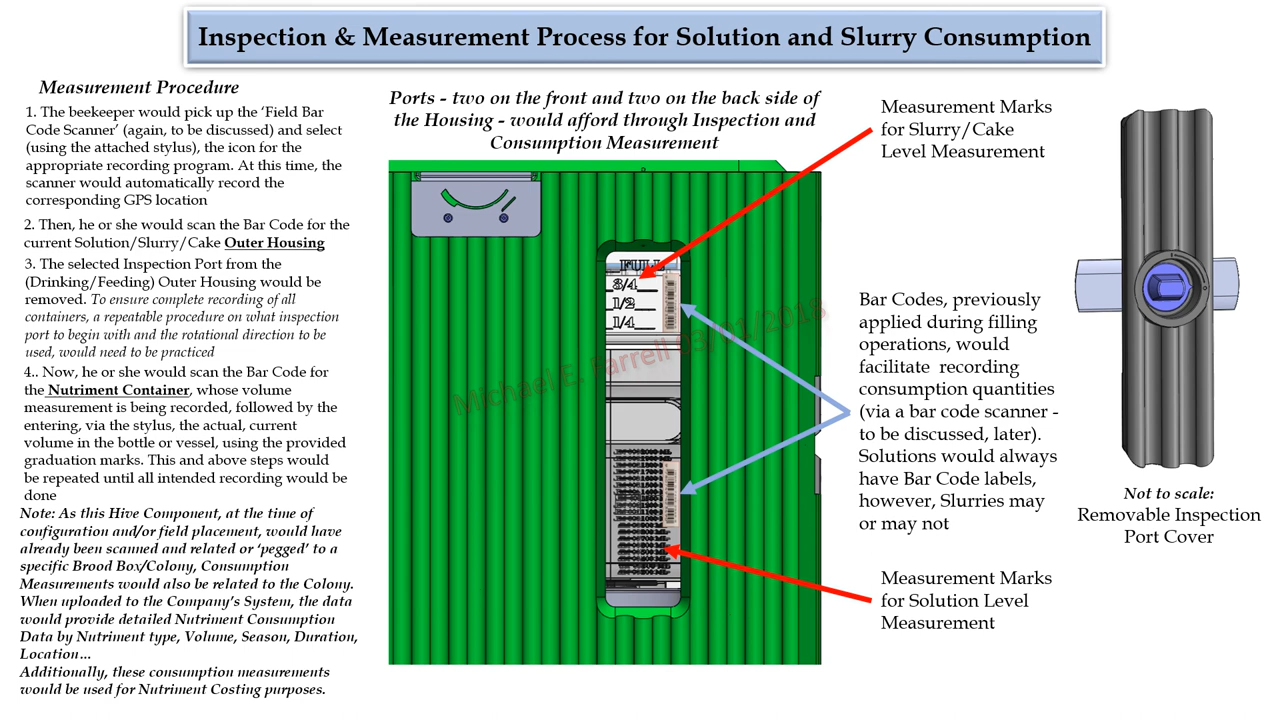 Inspection & Measurement Process for Solution and Slurry Consumption
Measurement Procedure
1. The beekeeper would pick up the ‘Field Bar
Code Scanner’ (again, to be discussed) and select
(using the attached stylus), the icon for the
appropriate recording program. At this time, the
scanner would automatically record the
corresponding GPS location
2. Then, he or she would scan the Bar Code for the
current Solution/Slurry/Cake Outer Housing
3. The selected Inspection Port from the
(Drinking/Feeding) Outer Housing would be
removed. To ensure complete recording of all
containers, a repeatable procedure on what inspection
port to begin with and the rotational direction to be
used, would need to be practiced
4.. Now, he or she would scan the Bar Code for
the Nutriment Container, whose volume
measurement is being recorded, followed by the
entering, via the stylus, the actual, current
volume in the bottle or vessel, using the provided
graduation marks. This and above steps would
be repeated until all intended recording would be
done
Note: As this Hive Component, at the time of
configuration and/or field placement, would have
already been scanned and related or ‘pegged’ to a
specific Brood Box/Colony, Consumption
Measurements would also be related to the Colony.
When uploaded to the Company’s System, the data
would provide detailed Nutriment Consumption
Data by Nutriment type, Volume, Season, Duration,
Location…
Additionally, these consumption measurements
would be used for Nutriment Costing purposes.
Ports - two on the front and two on the back side of
the Housing - would afford through Inspection and
Consumption Measurement
FULL
3/4
1/2
1/4
Michael E. Farrell 03/01/2018
Measurement Marks
for Slurry/Cake
Level Measurement
Bar Codes, previously
applied during filling
operations, would
facilitate recording
consumption quantities
(via a bar code scanner -
to be discussed, later).
Solutions would always
have Bar Code labels,
however, Slurries may
or may not
Measurement Marks
for Solution Level
Measurement
Not to scale:
Removable Inspection
Port Cover